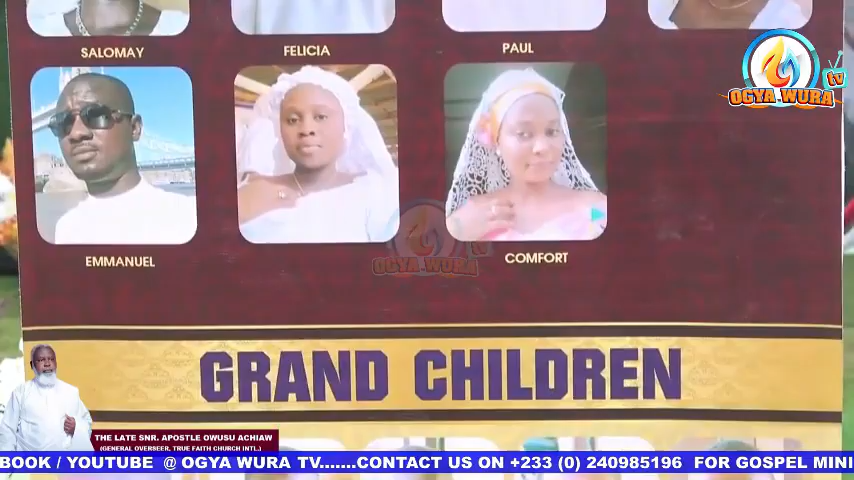 SALOMAY
FELICIA
PAUL
OGYA WURA
tv
EMMANUEL
COMFORT
OGYA WURA
GRAND CHILDREN
THE LATE SNR. APOSTLE OWUSU ACHIAW
(GENERAL OVERSEER, TRUE FAITH CHURCH INTL.)
BOOK / YOUTUBE @ OGYA WURA TV.......CONTACT US ON +233 (0) 240985196 FOR GOSPEL MINI